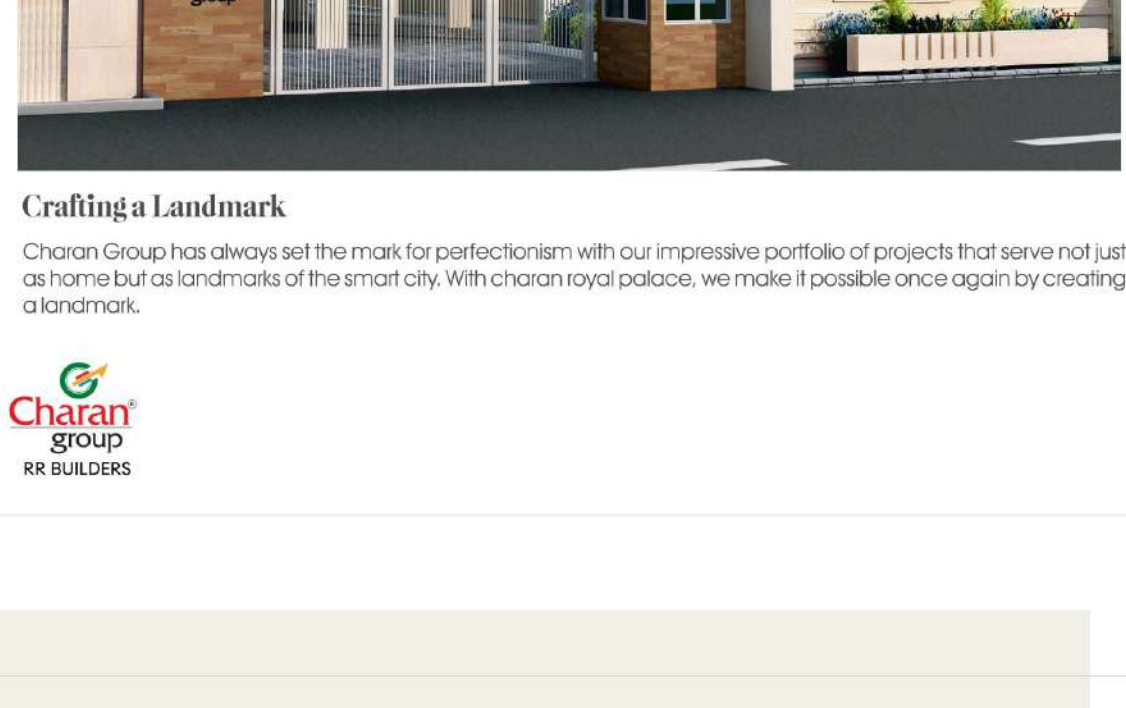 group
Crafting a Landmark
Charan Group has always set the mark for perfectionism with our impressive portfolio of projects that serve not just
as home but as landmarks of the smart city. With charan royal palace, we make it possible once again by creating
a landmark.
Charan®
group
RR BUILDERS